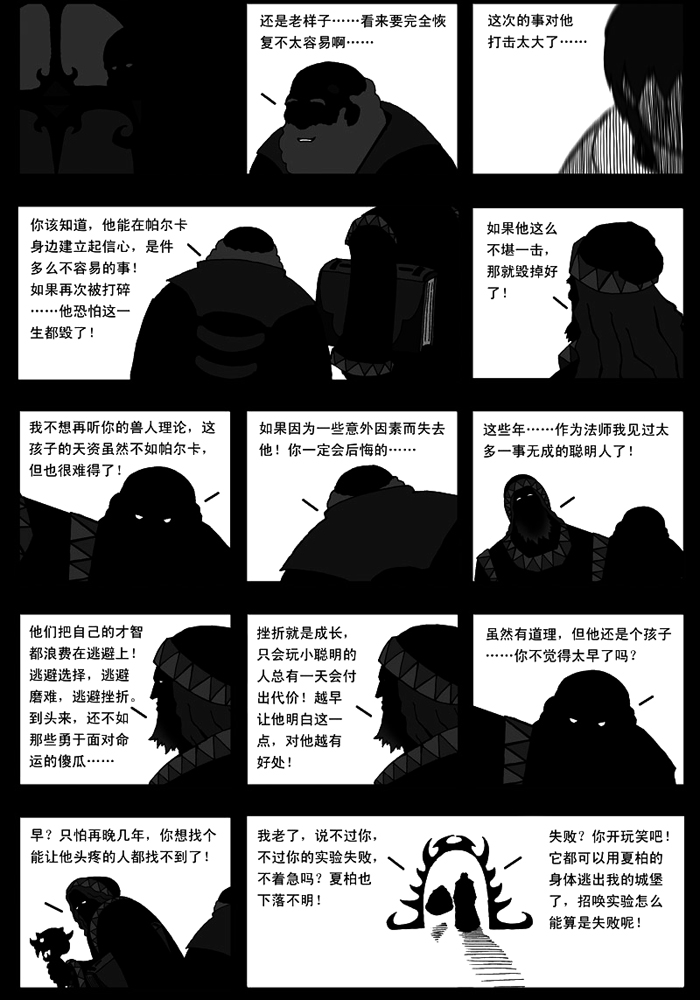 还是老样子……看来要完全恢
复不太容易啊……
这次的事对他
打击太大了……
你该知道，他能在帕尔卡
身边建立起信心，是件
多么不容易的事！
如果再次被打碎
……他恐怕这一
生都毁了！
如果他这么
不堪一击，
那就毁掉好
了！
我不想再听你的兽人理论，这
孩子的天资虽然不如帕尔卡，
但也很难得了！
如果因为一些意外因素而失去
他！你一定会后悔的……
这些年……作为法师我见过太
多一事无成的聪明人了！
他们把自己的才智
都浪费在逃避上！
逃避选择，逃避
磨难，逃避挫折。
到头来，还不如
那些勇于面对命
运的傻瓜……
挫折就是成长，
只会玩小聪明的
人总有一天会付
出代价！越早
让他明白这一
点，对他越有
好处！
虽然有道理，但他还是个孩子
……你不觉得太早了吗？
早？只怕再晚几年，你想找个
能让他头疼的人都找不到了！
我老了，说不过你，
不过你的实验失败，
不着急吗？夏柏也
下落不明！
失败？你开玩笑吧！
它都可以用夏柏的
身体逃出我的城堡
了，招唤实验怎么
能算是失败呢！